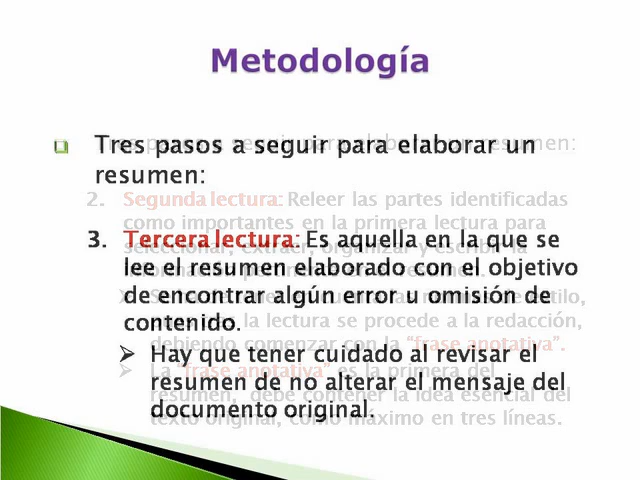 Metodología
Tres pasos a seguir para elaborar un
resumen:
2. Segunda lectura: Releer las partes identificadas
como importantes en la primera lectura para
3. Tercera lectura: Es aquella en la que se
lee el resumen elaborado con el objetivo
de encontrar algún error u omisión de
contenido.
la lectura se procede a la redacción,
debiendo comenzar con la "frase anotativa".
Hay que tener cuidado al revisar el
La "frase anotativa" es la primera del
resumen de no alterar el mensaje del
resumen, debe contener la idea esencial del
documento original.
texto original, como máximo en tres líneas.